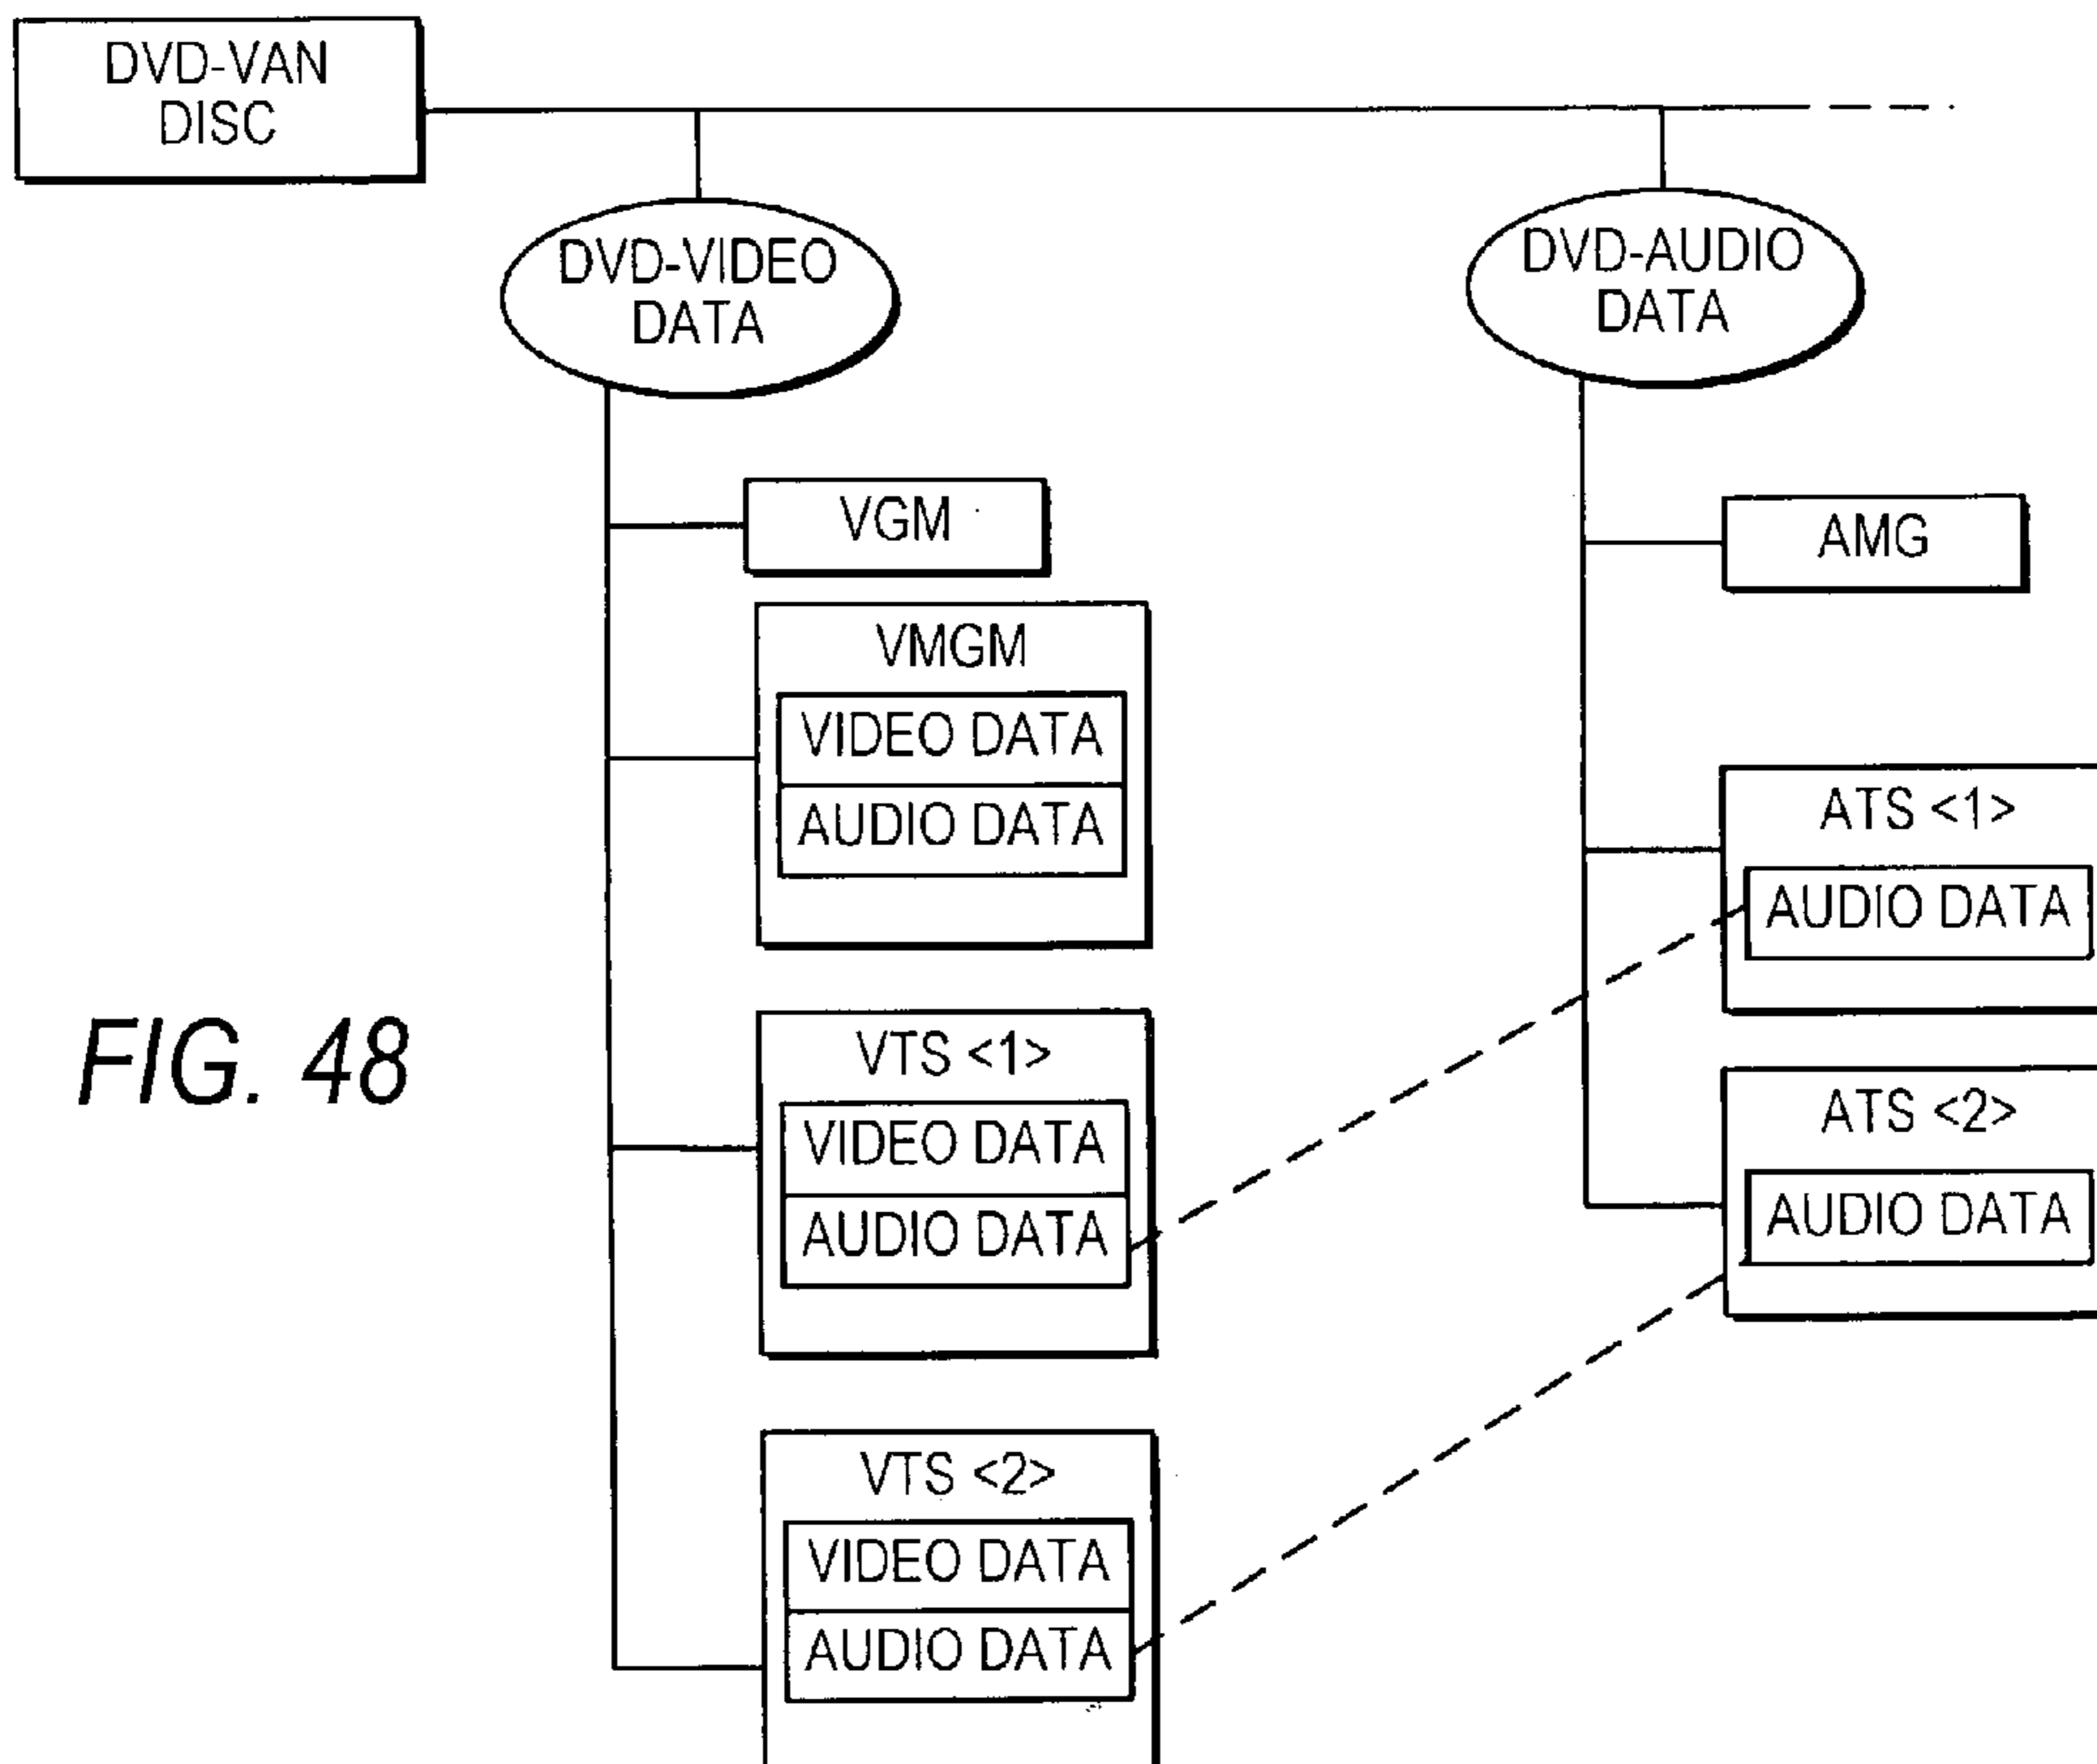 DVD-VAN
DISC
DVD-VIDEO
DATA
DVD-AUDIO
DATA
VGM
AMG
VMGM
VIDEO DATA
AUDIO DATA
ATS <1>
AUDIO DATA
FIG. 48
VTS <1>
VIDEO DATA
AUDIO DATA
ATS <2>
AUDIO DATA
VTS <2>
VIDEO DATA
AUDIO DATA